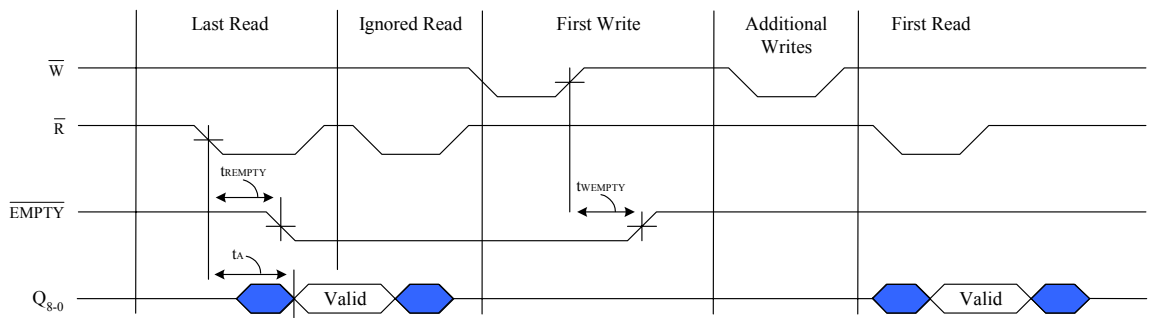 Last Read
Ignored Read
First Write
Additional
Writes
First Read
W
R
tREMPTY
tWEMPTY
EMPTY
tA
Q8-0
Valid
Valid